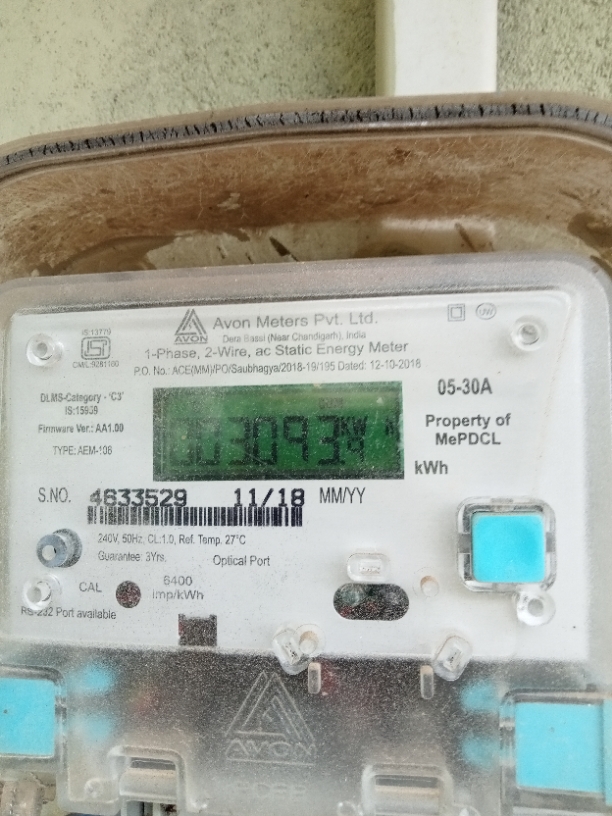 Avon Meters Pvt. Ltd.
AVON
Dera Bassi (Near Chandigarh), India
1-Phase, 2-Wire, ac Static Energy Meter
P.O. No.: ACE(MM)/PO/Saubhagya/2018-19/195 Dated: 12-10-2018
IS:13779
ISI
DLMS-Category - 'C3'
IS:15959
Firmware Ver.: AA1.00
TYPE: AEM-108
05-30A
Property of
MePDCL
kWh
S.NO. 4633529 11/18 MM/YY
240V, 50Hz, CL:1.0, Ref. Temp. 27°C
Guarantee: 3Yrs. Optical Port
CAL 6400
imp/kWh
RS-232 Port available
AVON